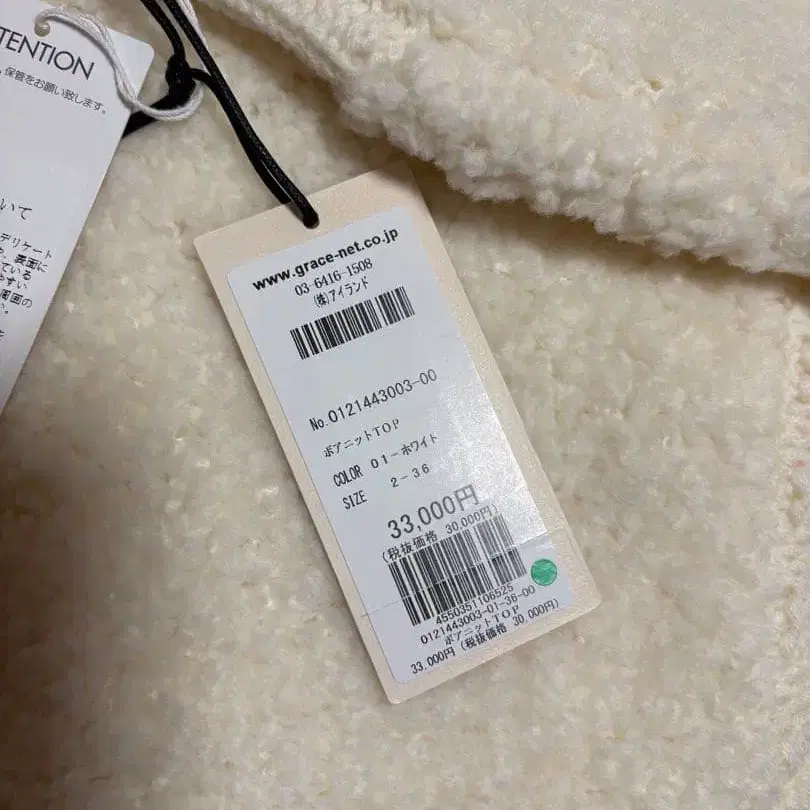 TENTION
保管をお願い致します。
いて
デリケート
、表面に
ている
やすい
周囲の
い。
を
www.grace-net.co.jp
03-6416-1508
(株)アイランド
No.0121443003-00
ボアニットTOP
COLOR 01-ホワイト
SIZE 2-36
33,000円
(税抜価格 30,000円)
4550351106525
0121443003-01-36-00
ボアニットTOP
33,000円(税抜価格 30,000円)